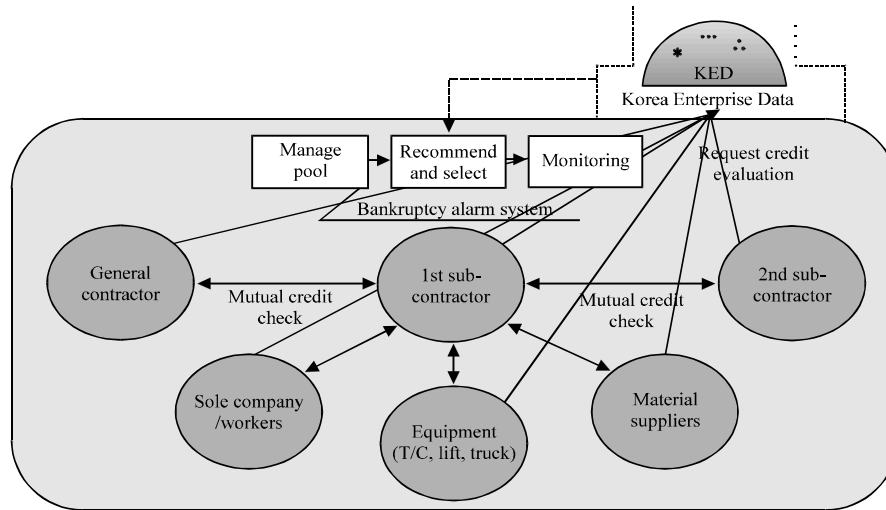 KED
Korea Enterprise Data
Manage
pool
Recommend
and select
Monitoring
Request credit
evaluation
Bankruptcy alarm system
General
contractor
1st sub-
contractor
2nd sub-
contractor
Mutual credit
check
Mutual credit
check
Sole company
/workers
Equipment
(T/C, lift, truck)
Material
suppliers